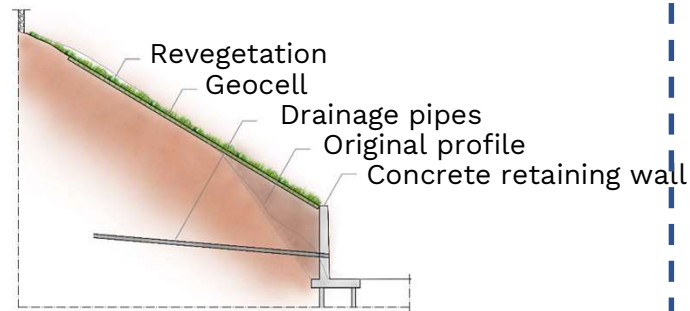 Revegetation
Geocell
Drainage pipes
Original profile
Concrete retaining wall